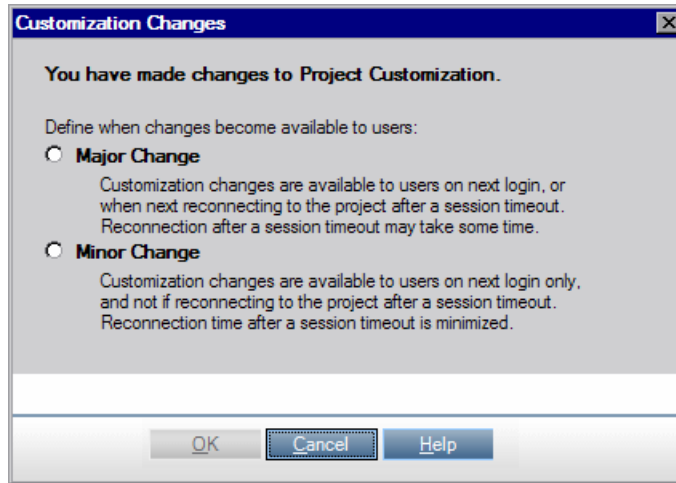 Customization Changes
You have made changes to Project Customization.
Define when changes become available to users:
Major Change
Customization changes are available to users on next login, or
when next reconnecting to the project after a session timeout.
Reconnection after a session timeout may take some time.
Minor Change
Customization changes are available to users on next login only,
and not if reconnecting to the project after a session timeout.
Reconnection time after a session timeout is minimized.
OK Cancel Help